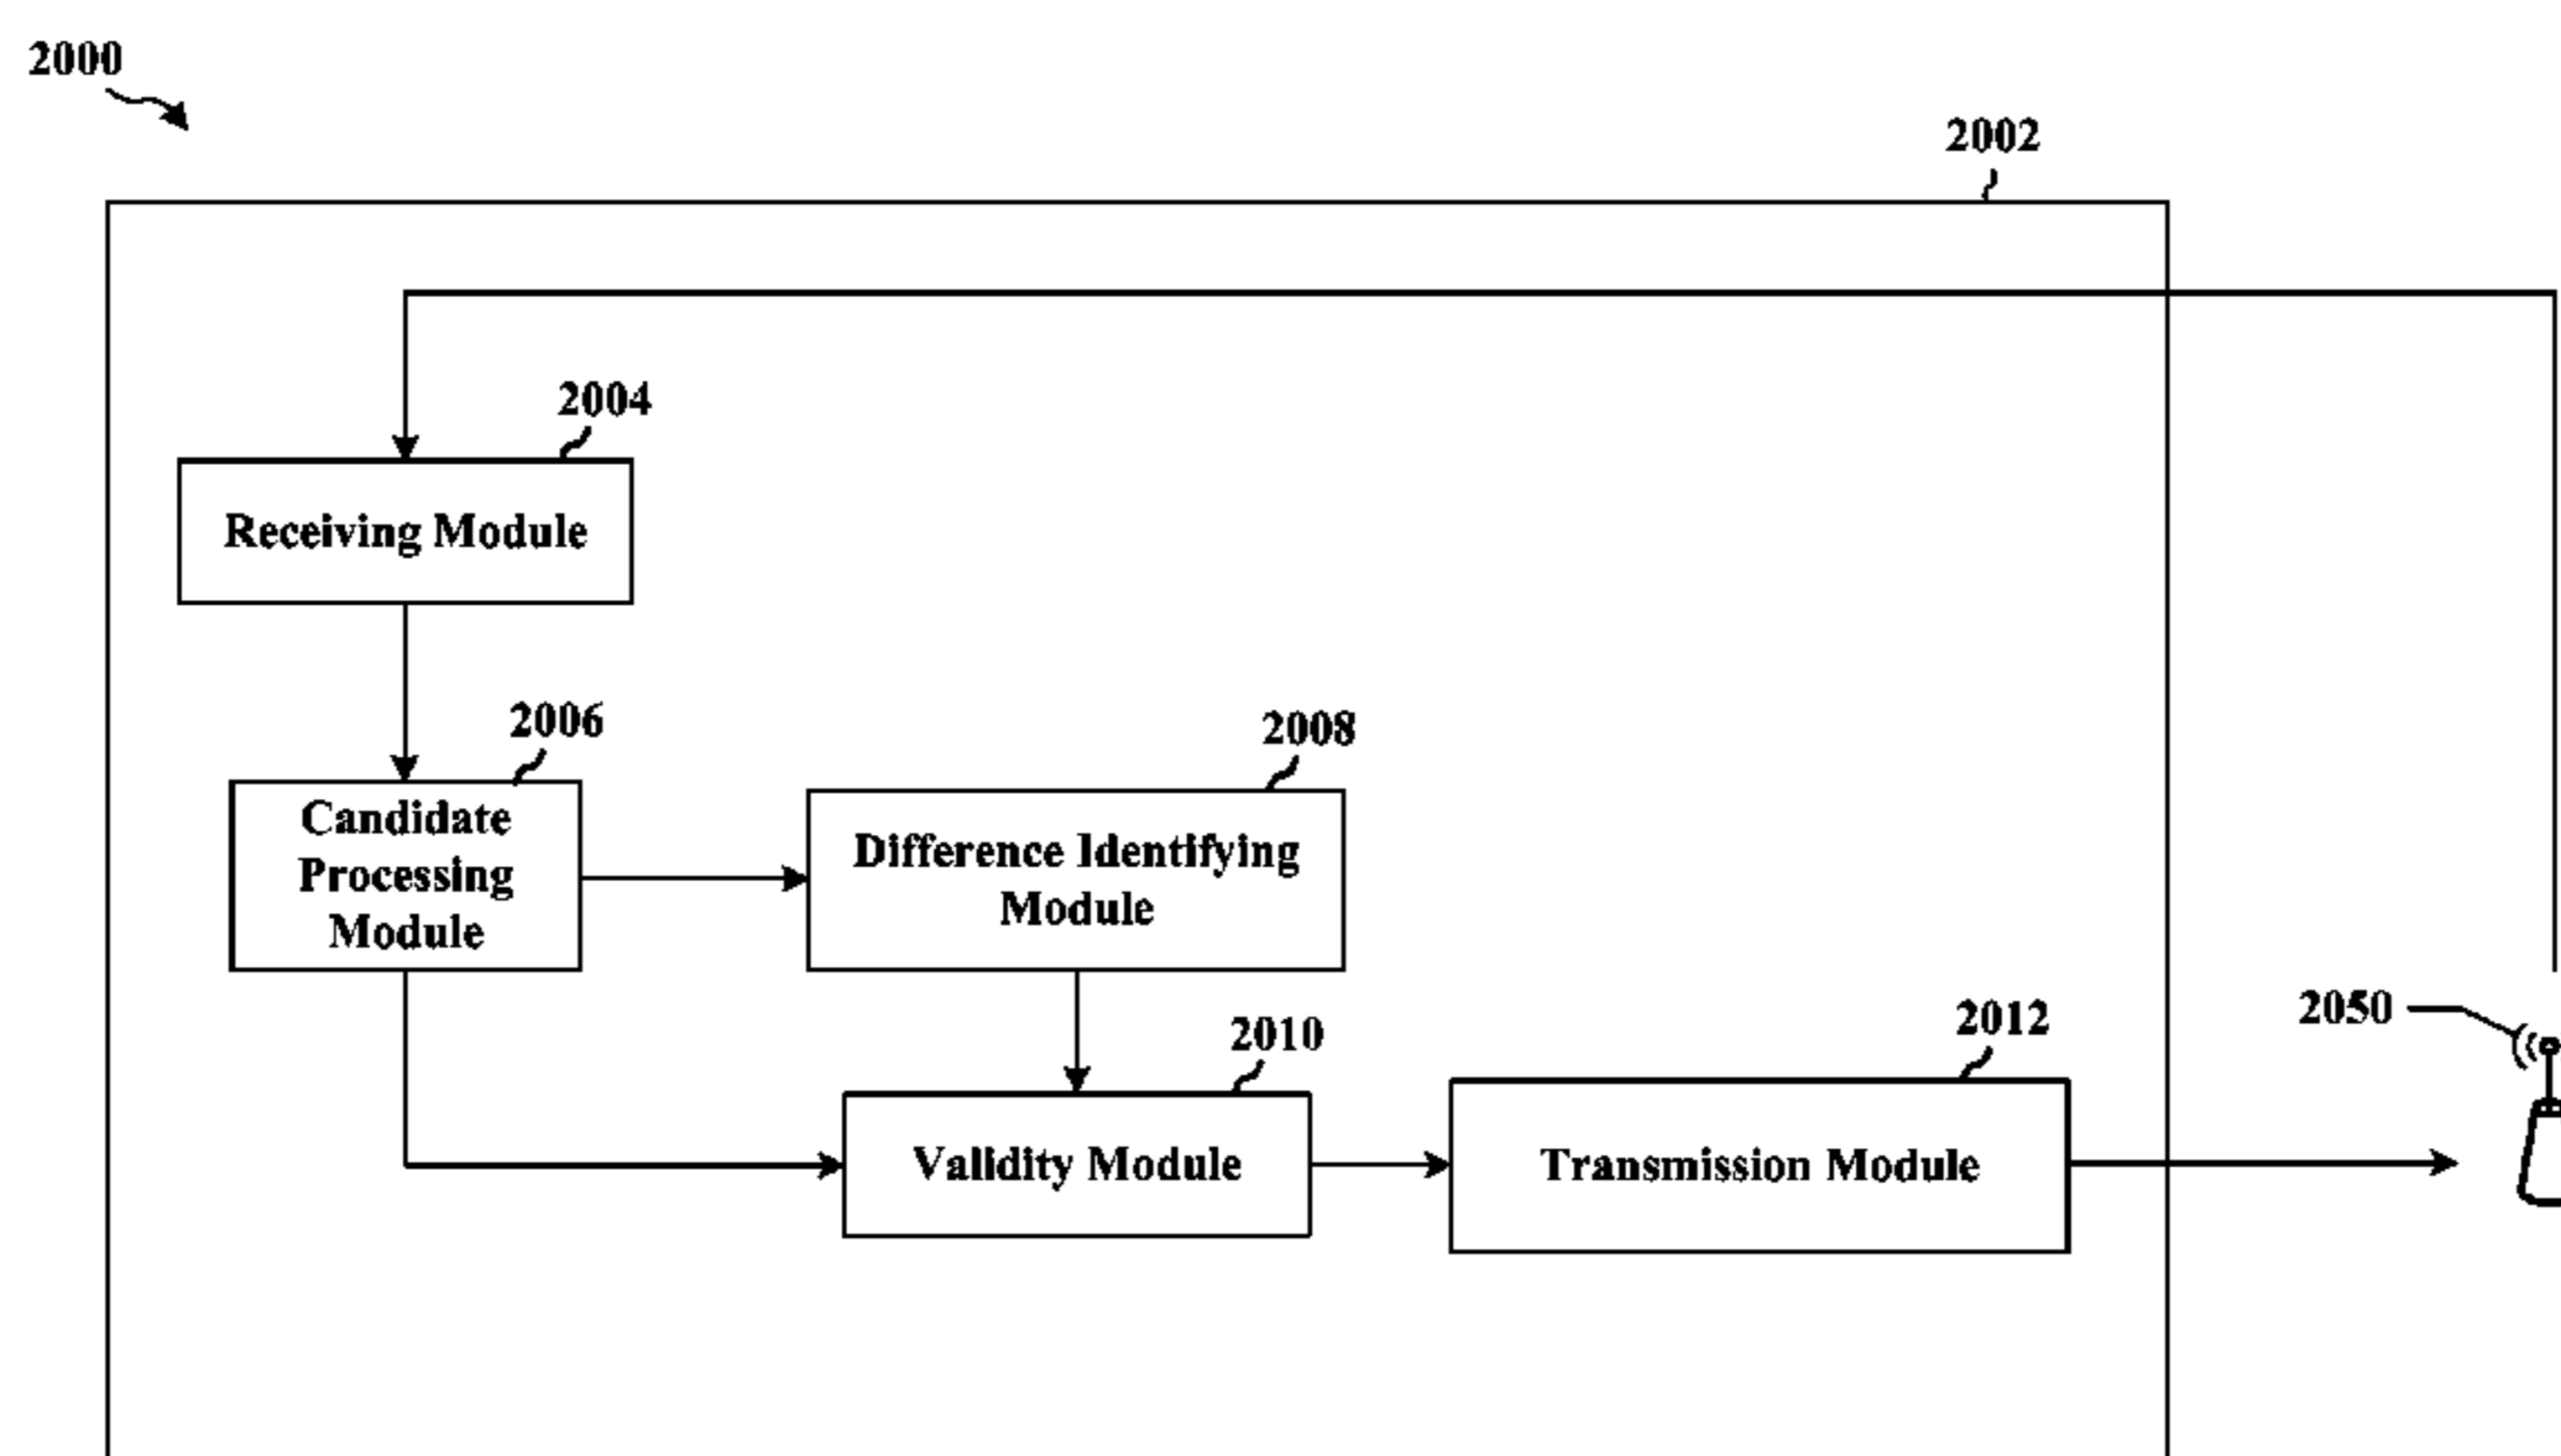 2000
2002
2004
Receiving Module
2006
2008
Candidate
Processing
Module
Difference Identifying
Module
2010
2012
2050
Validity Module
Transmission Module